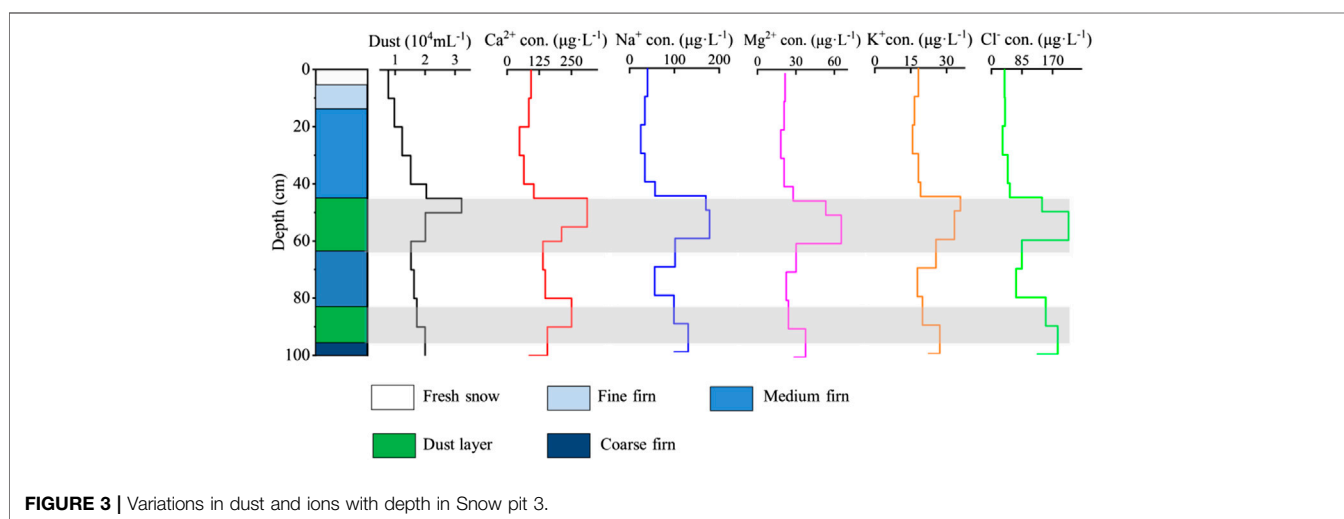 Dust (10⁴mL⁻¹) Ca²⁺ con. (μg·L⁻¹) Na⁺ con. (μg·L⁻¹) Mg²⁺ con. (μg·L⁻¹) K⁺con. (μg·L⁻¹) Cl⁻ con. (μg·L⁻¹)
1 2 3 0 125 250 0 100 200 0 30 60 0 15 30 0 85 170
0
20
40
60
80
100
Depth (cm)
Fresh snow Fine firn Medium firn
Dust layer Coarse firn
FIGURE 3 | Variations in dust and ions with depth in Snow pit 3.